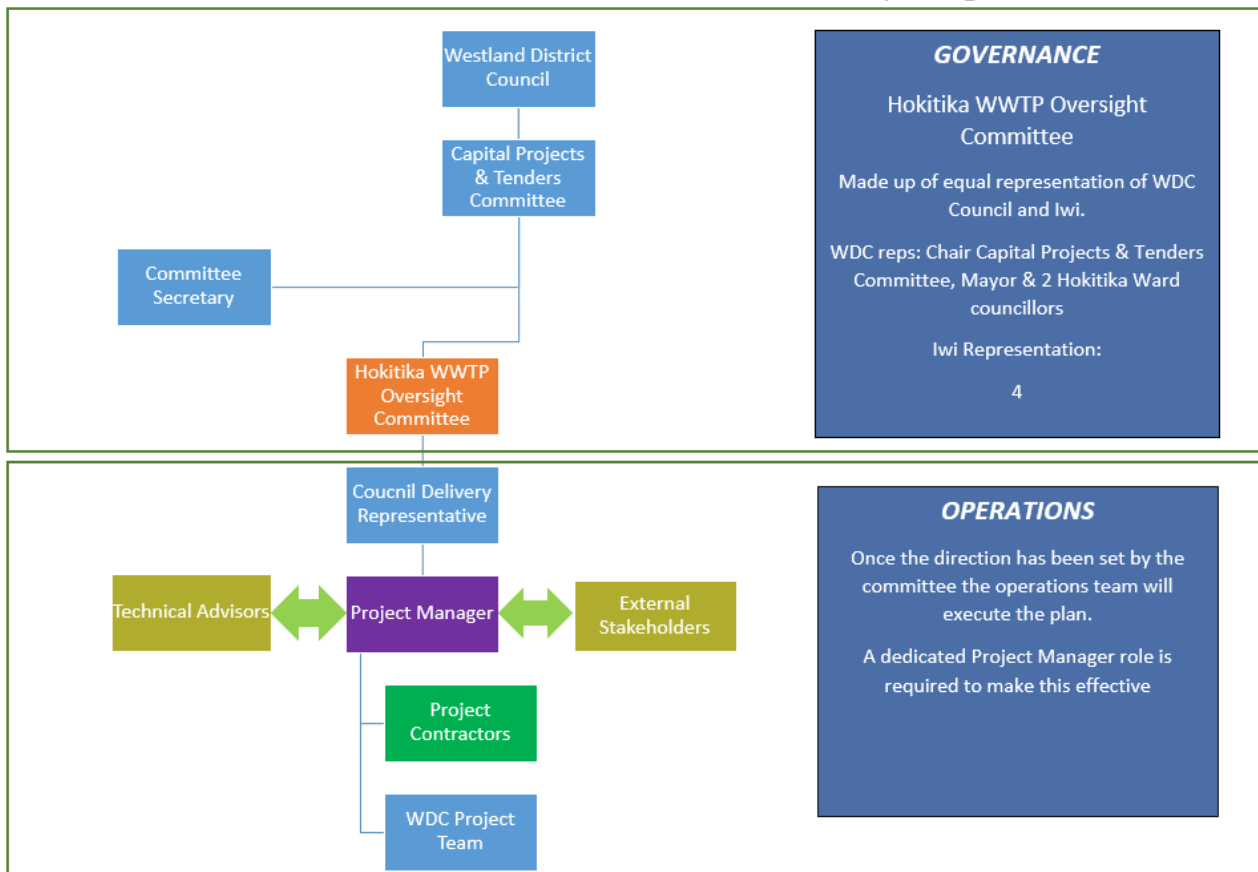 Westland District
Council
Capital Projects
& Tenders
Committee
Committee
Secretary
Hokitika WWTP
Oversight
Committee
GOVERNANCE
Hokitika WWTP Oversight
Committee
Made up of equal representation of WDC
Council and Iwi.
WDC reps: Chair Capital Projects & Tenders
Committee, Mayor & 2 Hokitika Ward
councillors
Iwi Representation:
4
Coucnil Delivery
Representative
Technical Advisors
Project Manager
External
Stakeholders
Project
Contractors
WDC Project
Team
OPERATIONS
Once the direction has been set by the
committee the operations team will
execute the plan.
A dedicated Project Manager role is
required to make this effective